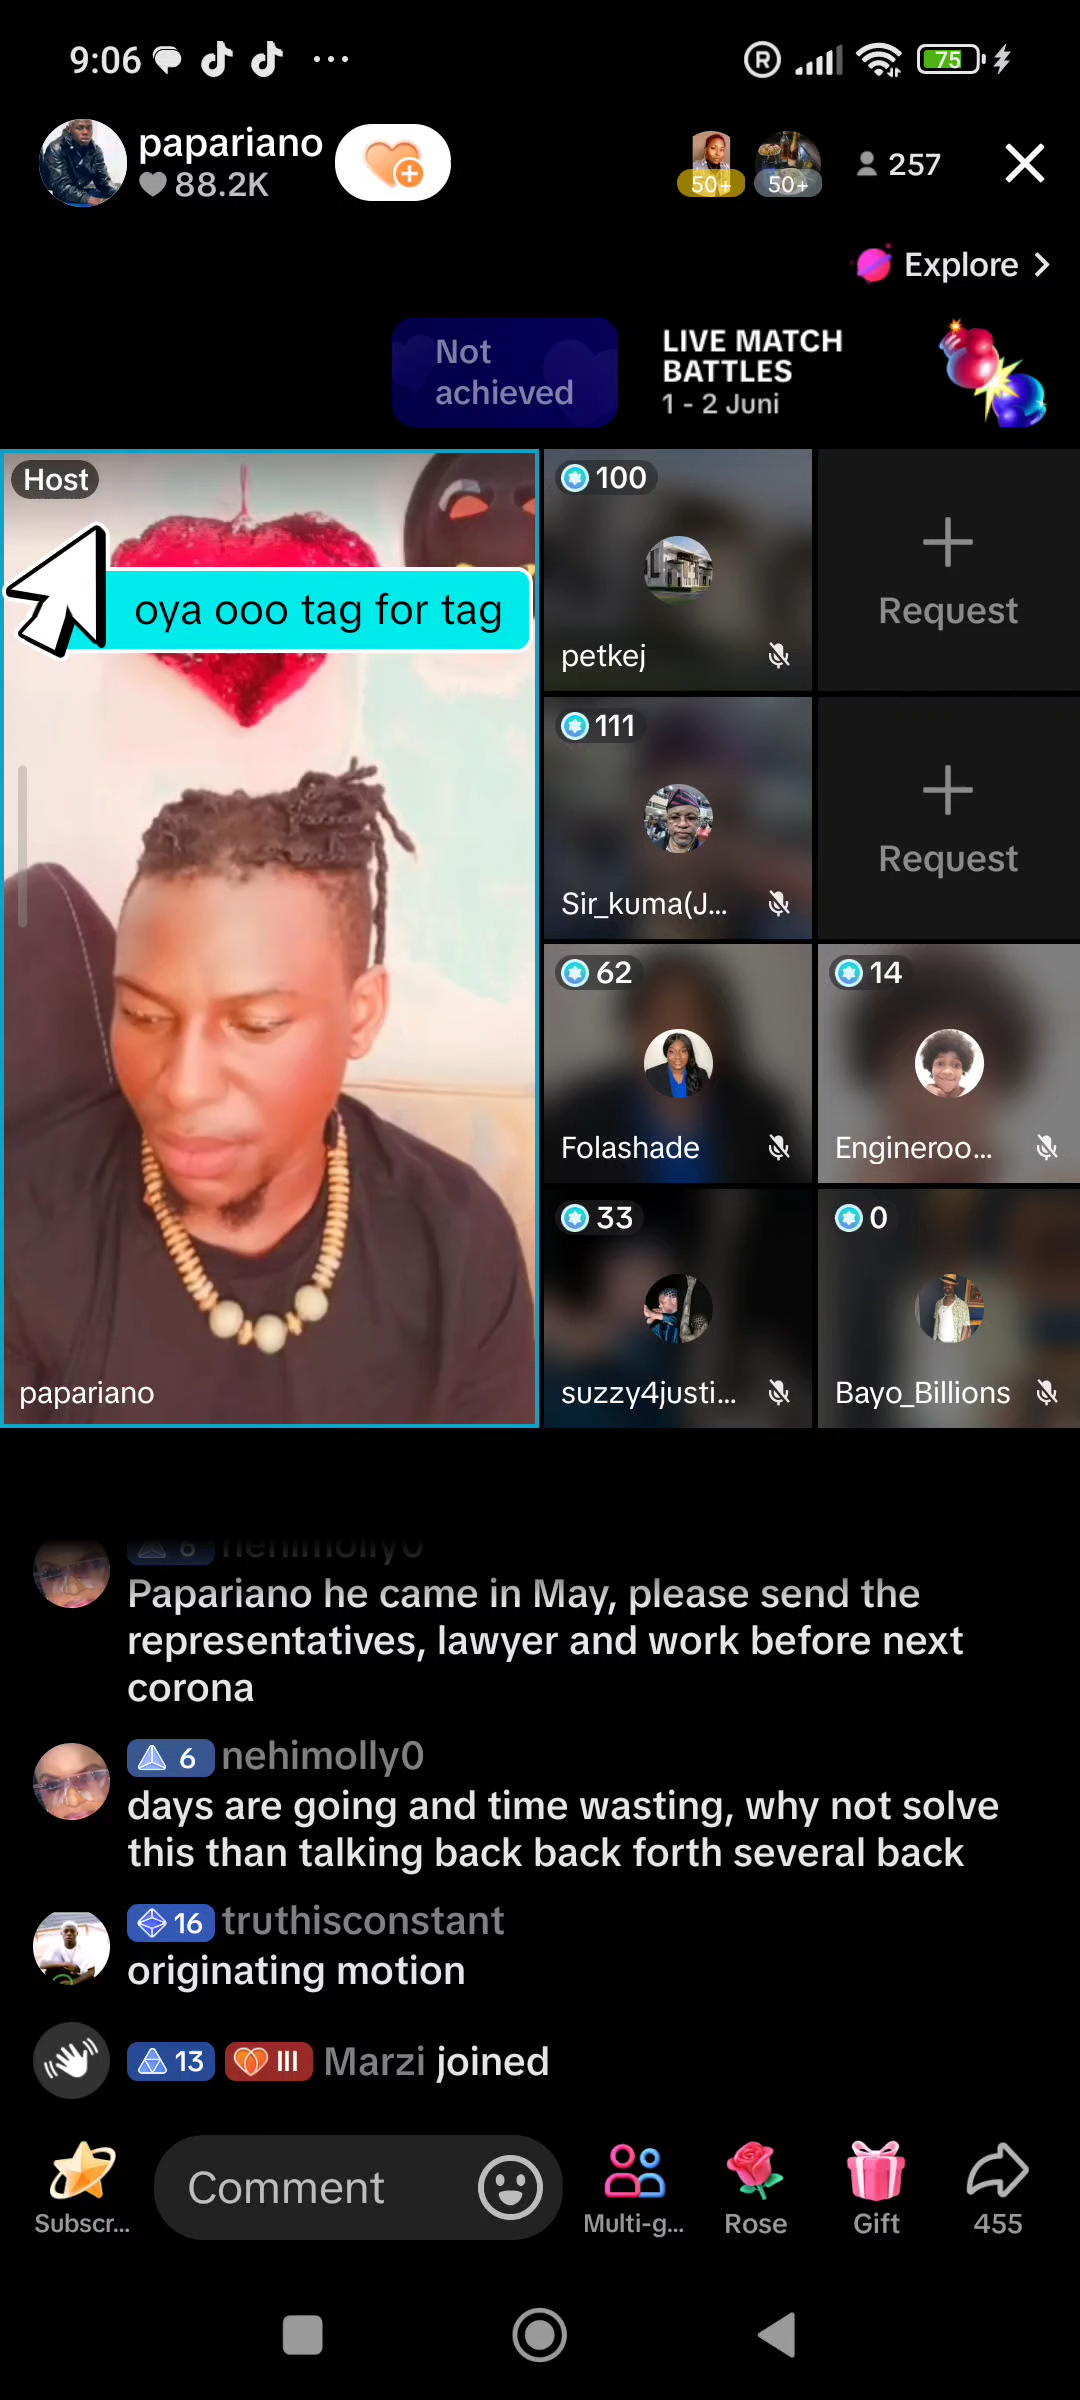 9:06
R
75
papariano
88.2K
50+
50+
257
Explore
Not
achieved
LIVE MATCH
BATTLES
1 - 2 Juni
Host
oya ooo tag for tag
papariano
100
petkej
Request
111
Sir_kuma(J...
Request
62
Folashade
14
Engineroo...
33
suzzy4justi...
0
Bayo_Billions
6 nehimolly0
Papariano he came in May, please send the
representatives, lawyer and work before next
corona
6 nehimolly0
days are going and time wasting, why not solve
this than talking back back forth several back
16 truthisconstant
originating motion
13 III Marzi joined
Subscr...
Comment
Multi-g...
Rose
Gift
455